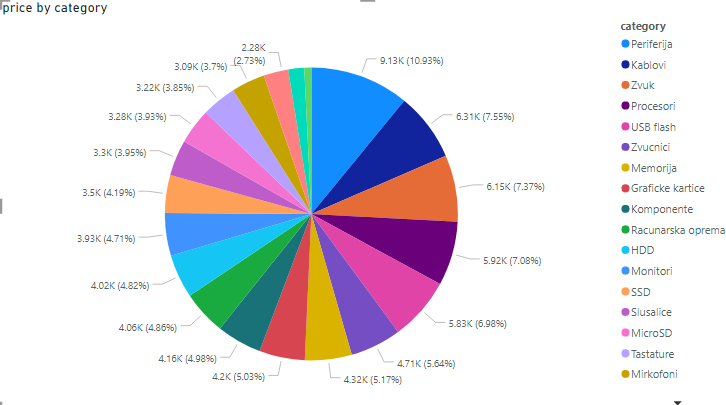 price by category
9.13K (10.93%)
6.31K (7.55%)
6.15K (7.37%)
5.92K (7.08%)
5.83K (6.98%)
4.71K (5.64%)
4.32K (5.17%)
4.2K (5.03%)
4.16K (4.98%)
4.06K (4.86%)
4.02K (4.82%)
3.93K (4.71%)
3.5K (4.19%)
3.3K (3.95%)
3.28K (3.93%)
3.22K (3.85%)
3.09K (3.7%)
2.28K
(2.73%)
category
Periferija
Kablovi
Zvuk
Procesori
USB flash
Zvucnici
Memorija
Graficke kartice
Komponente
Racunarska oprema
HDD
Monitori
SSD
Slusalice
MicroSD
Tastature
Mirkofoni